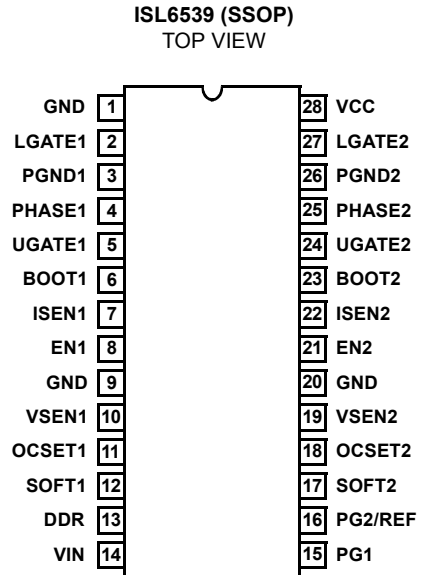 ISL6539 (SSOP)
TOP VIEW
GND 1 28 VCC
LGATE1 2 27 LGATE2
PGND1 3 26 PGND2
PHASE1 4 25 PHASE2
UGATE1 5 24 UGATE2
BOOT1 6 23 BOOT2
ISEN1 7 22 ISEN2
EN1 8 21 EN2
GND 9 20 GND
VSEN1 10 19 VSEN2
OCSET1 11 18 OCSET2
SOFT1 12 17 SOFT2
DDR 13 16 PG2/REF
VIN 14 15 PG1